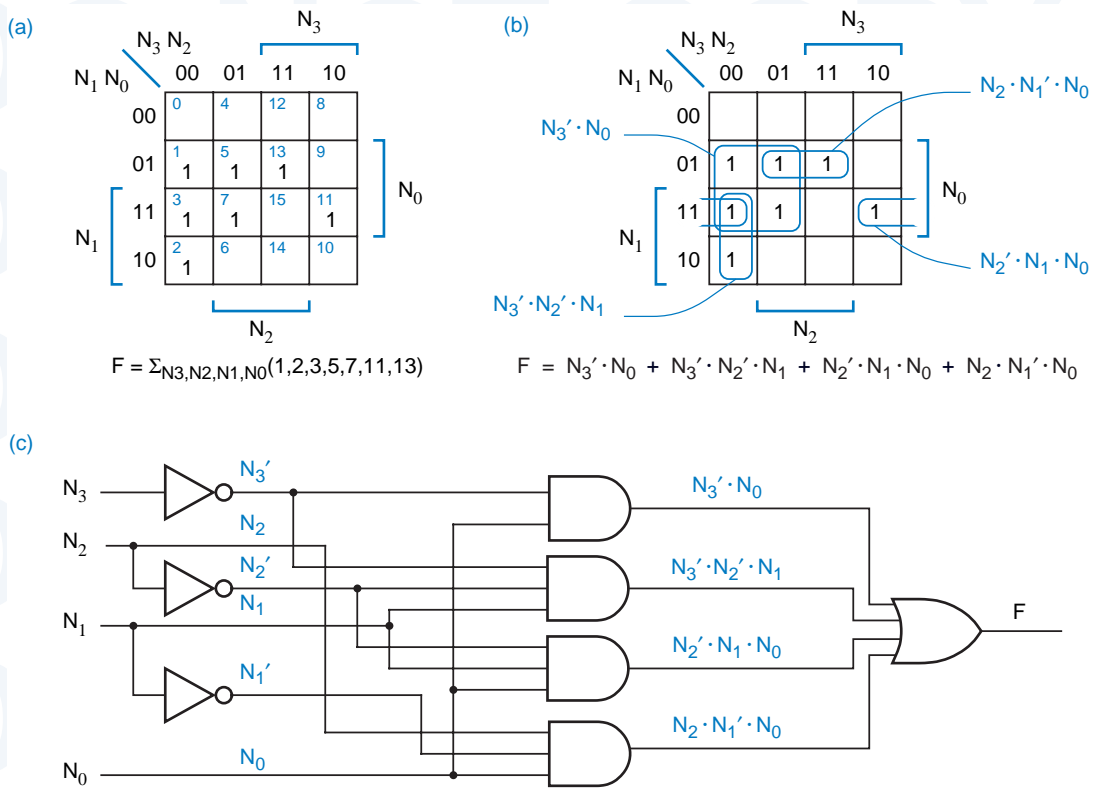 (a)
N3
N3 N2
N1 N0
00 01 11 10
00
0 4 12 8
01
1 5 13 9
1 1 1
N0
11
3 7 15 11
1 1 1
N1
10
2 6 14 10
1
N2
F = ΣN3,N2,N1,N0(1,2,3,5,7,11,13)
(b)
N3
N3 N2
N1 N0
00 01 11 10
N2 · N1′ · N0
00
N3′ · N0
01
1 1 1
N0
11
1 1 1
N1
10
1
N2′ · N1 · N0
N3′ · N2′ · N1
N2
F = N3′ · N0 + N3′ · N2′ · N1 + N2′ · N1 · N0 + N2 · N1′ · N0
(c)
N3
N3′
N3′ · N0
N2
N2
N2′
N3′ · N2′ · N1
N1
N1
F
N2′ · N1 · N0
N1′
N2 · N1′ · N0
N0
N0